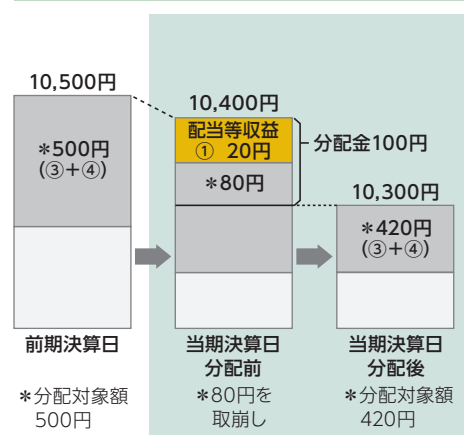 10,500円
＊500円
(③＋④)
前期決算日
＊分配対象額
500円
10,400円
配当等収益
① 20円
＊80円
分配金100円
当期決算日
分配前
＊80円を
取崩し
10,300円
＊420円
(③＋④)
当期決算日
分配後
＊分配対象額
420円